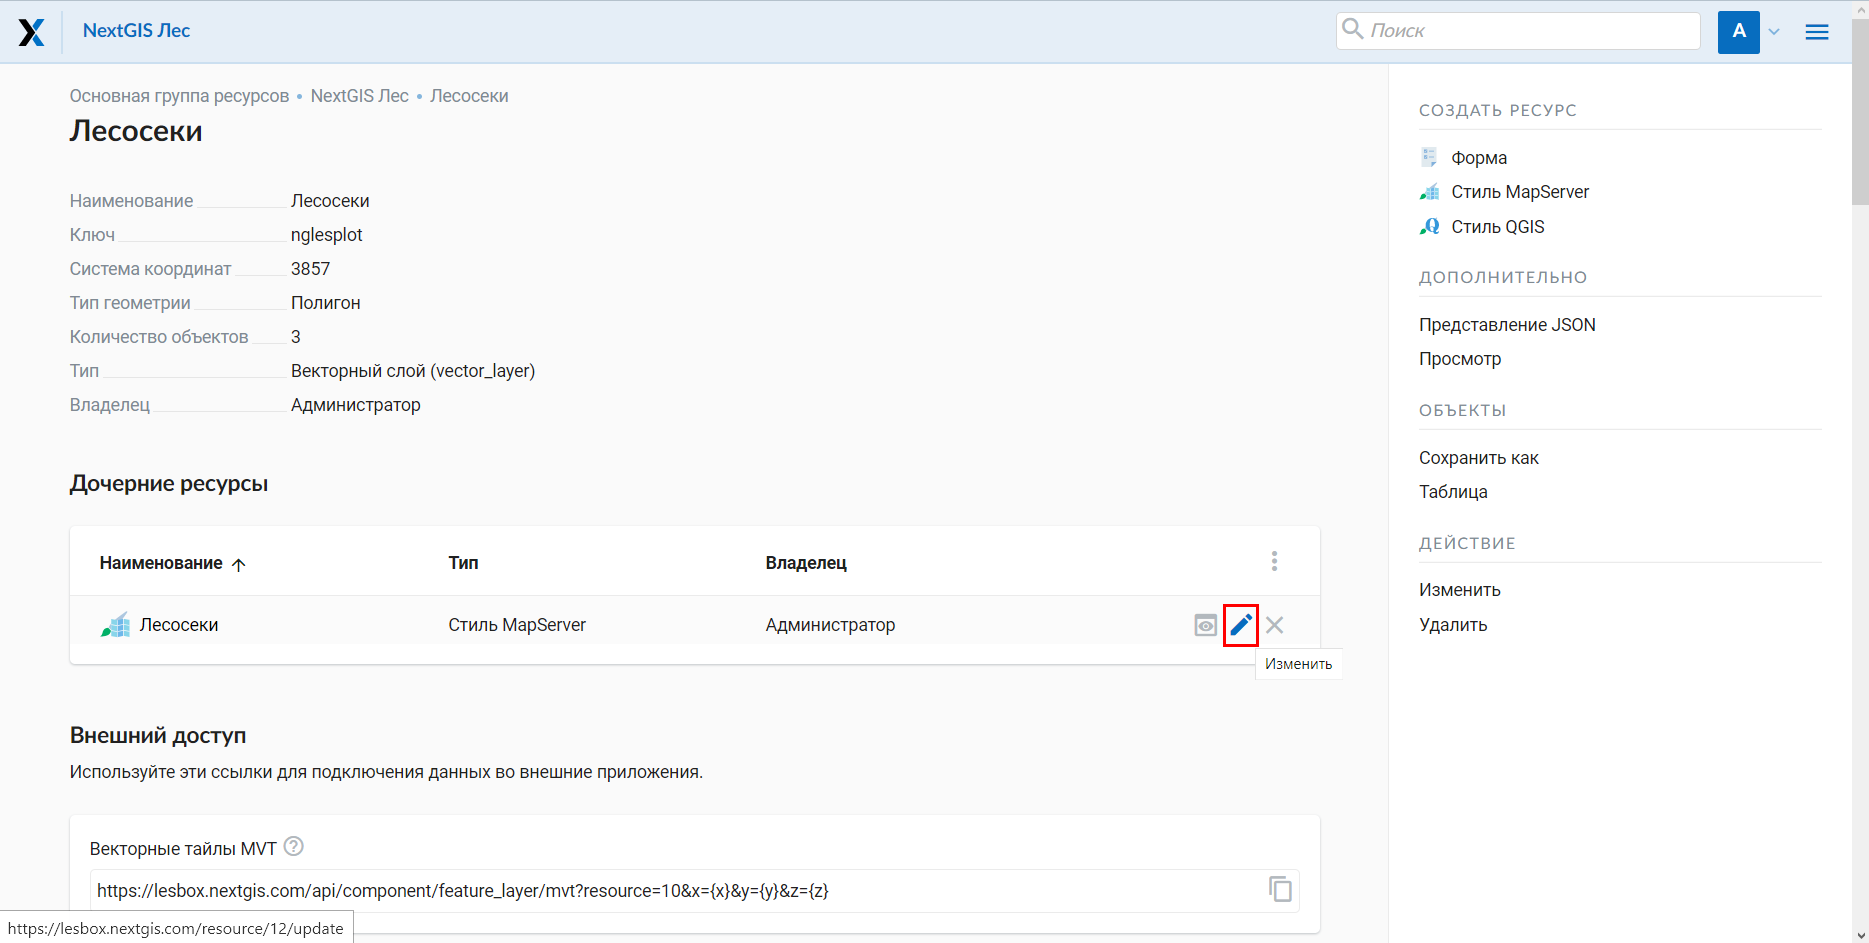 NextGIS Лес
Поиск
A
Основная группа ресурсов • NextGIS Лес • Лесосеки
Лесосеки
Наименование Лесосеки
Ключ nglesplot
Система координат 3857
Тип геометрии Полигон
Количество объектов 3
Тип Векторный слой (vector_layer)
Владелец Администратор
Дочерние ресурсы
Наименование Тип Владелец
Лесосеки Стиль MapServer Администратор
Изменить
Внешний доступ
Используйте эти ссылки для подключения данных во внешние приложения.
Векторные тайлы MVT
https://lesbox.nextgis.com/api/component/feature_layer/mvt?resource=10&x={x}&y={y}&z={z}
https://lesbox.nextgis.com/resource/12/update
СОЗДАТЬ РЕСУРС
Форма
Стиль MapServer
Стиль QGIS
ДОПОЛНИТЕЛЬНО
Представление JSON
Просмотр
ОБЪЕКТЫ
Сохранить как
Таблица
ДЕЙСТВИЕ
Изменить
Удалить